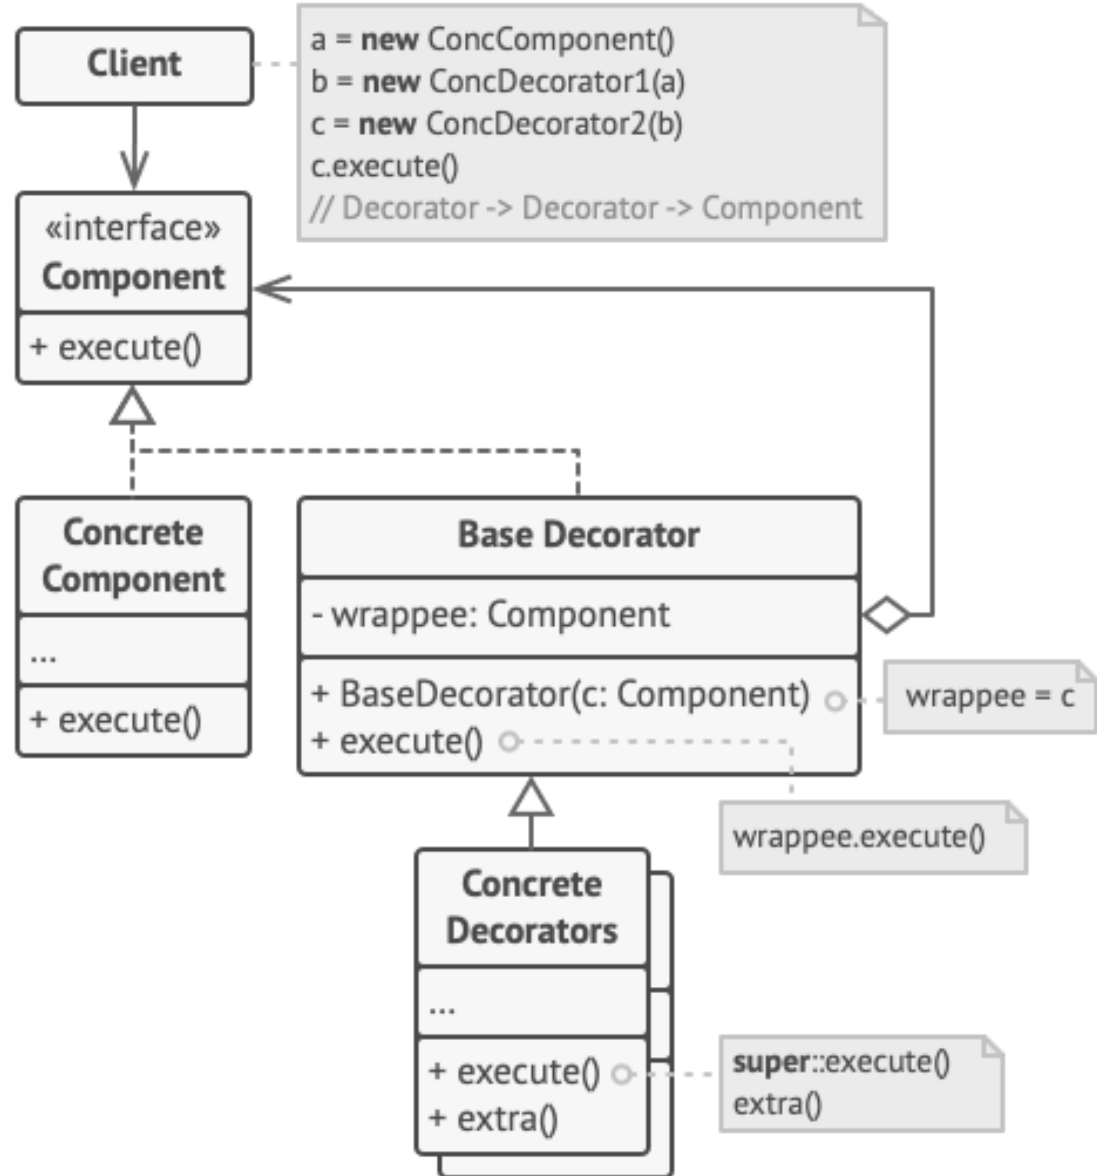 Client
a = new ConcComponent()
b = new ConcDecorator1(a)
c = new ConcDecorator2(b)
c.execute()
// Decorator -> Decorator -> Component
«interface»
Component
+ execute()
Concrete
Component
...
+ execute()
Base Decorator
- wrappee: Component
+ BaseDecorator(c: Component)
+ execute()
wrappee = c
wrappee.execute()
Concrete
Decorators
...
+ execute()
+ extra()
super::execute()
extra()